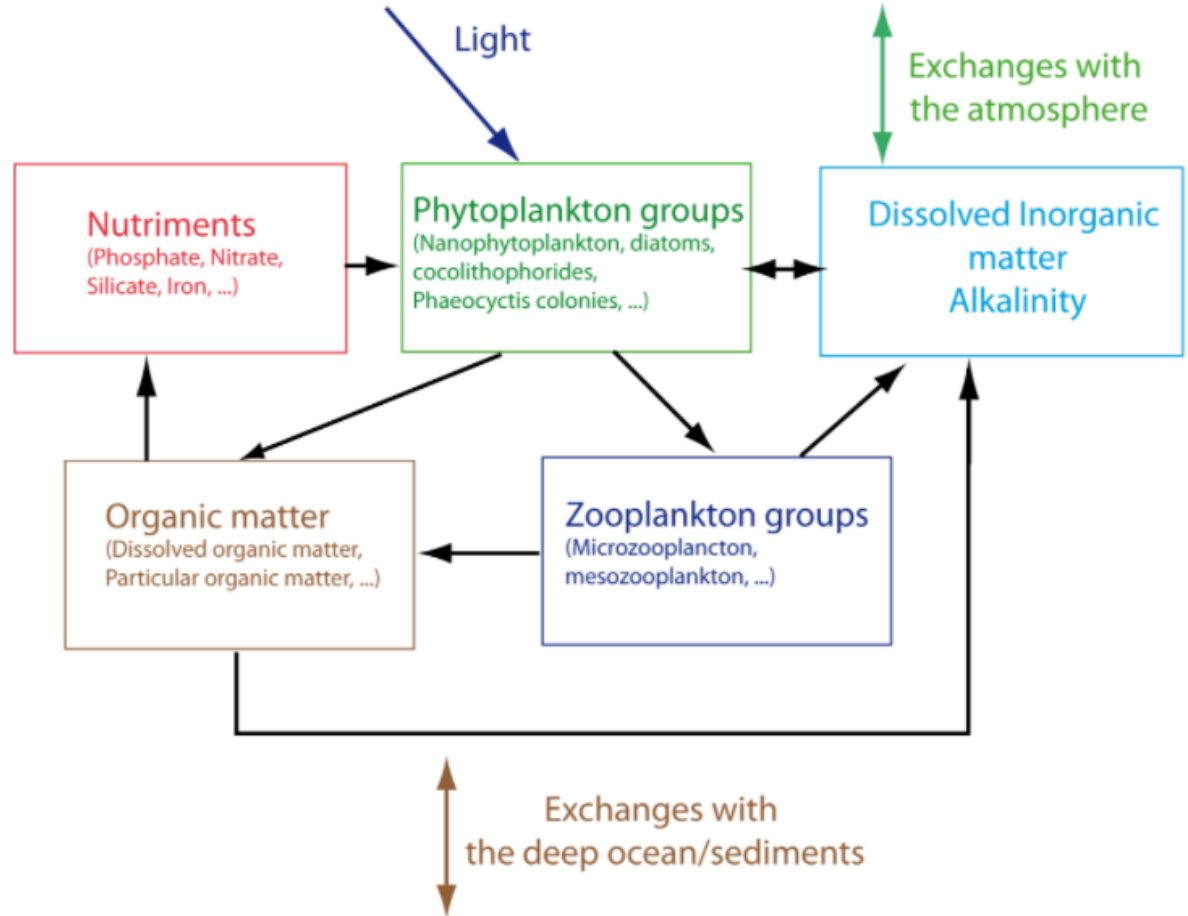 Light
Exchanges with
the atmosphere
Nutriments
(Phosphate, Nitrate,
Silicate, Iron, ...)
Phytoplankton groups
(Nanophytoplankton, diatoms,
cocolithophorides,
Phaeocyctis colonies, ...)
Dissolved Inorganic
matter
Alkalinity
Organic matter
(Dissolved organic matter,
Particular organic matter, ...)
Zooplankton groups
(Microzooplancton,
mesozooplankton, ...)
Exchanges with
the deep ocean/sediments